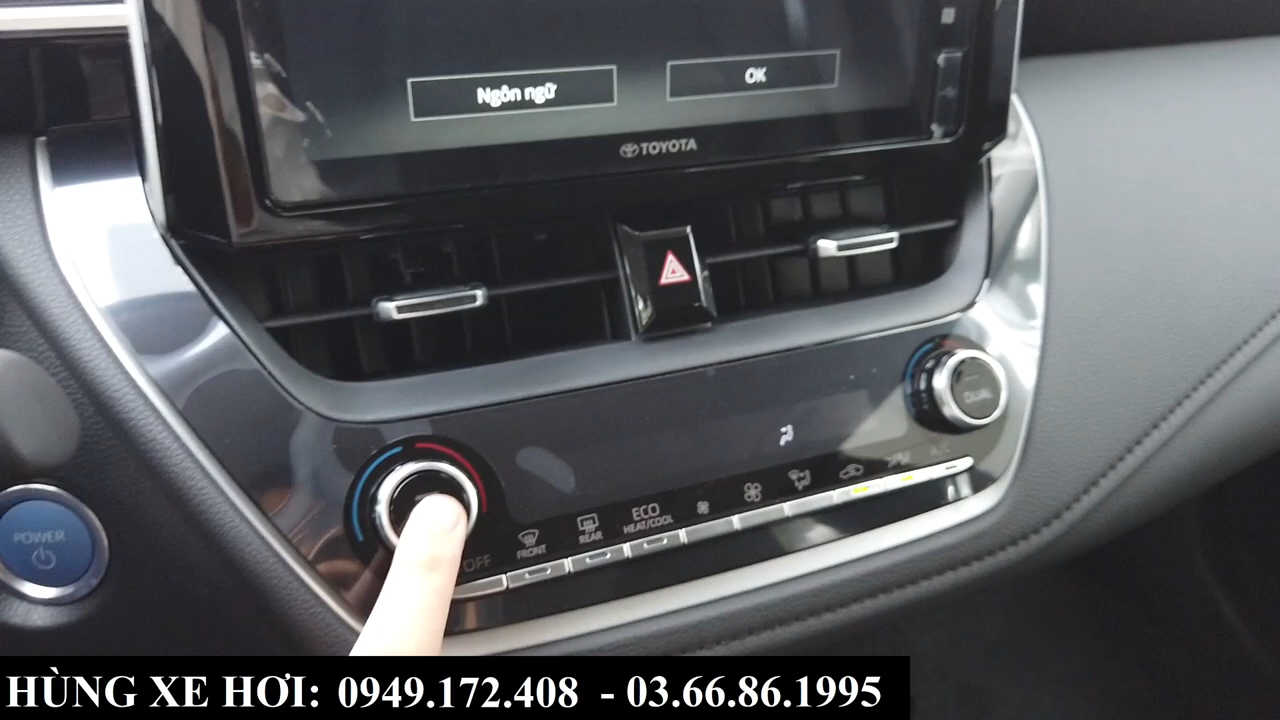 Ngôn ngữ
OK
TOYOTA
DUAL
POWER
OFF
FRONT
REAR
ECO
HEAT/COOL
HÙNG XE HƠI: 0949.172.408 - 03.66.86.1995